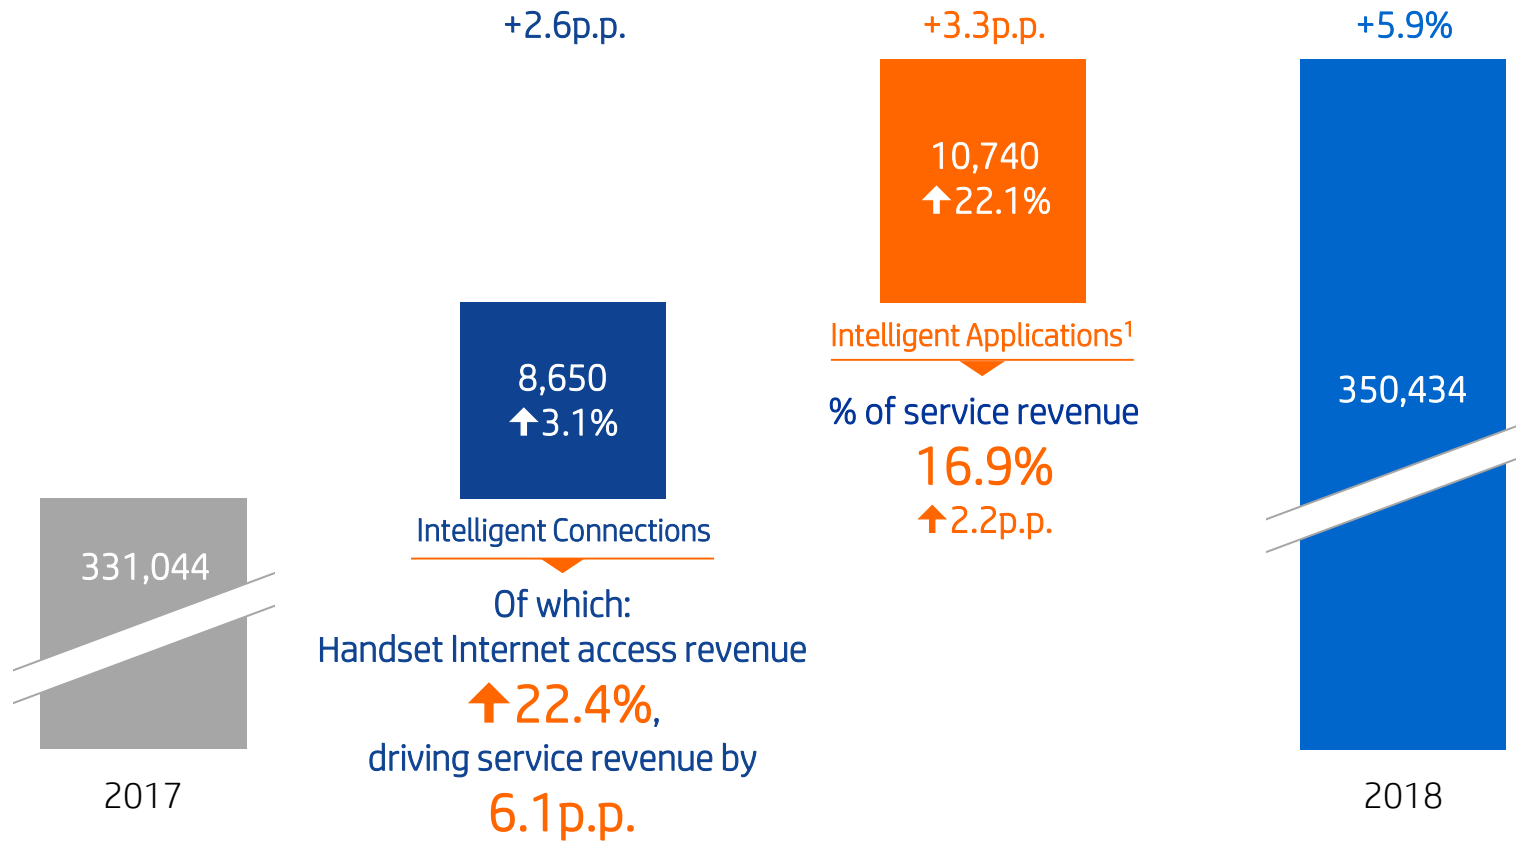 +2.6p.p.
+3.3p.p.
+5.9%
10,740
22.1%
Intelligent Applications¹
% of service revenue
16.9%
2.2p.p.
8,650
3.1%
Intelligent Connections
Of which:
Handset Internet access revenue
22.4%,
driving service revenue by
6.1p.p.
331,044
2017
350,434
2018